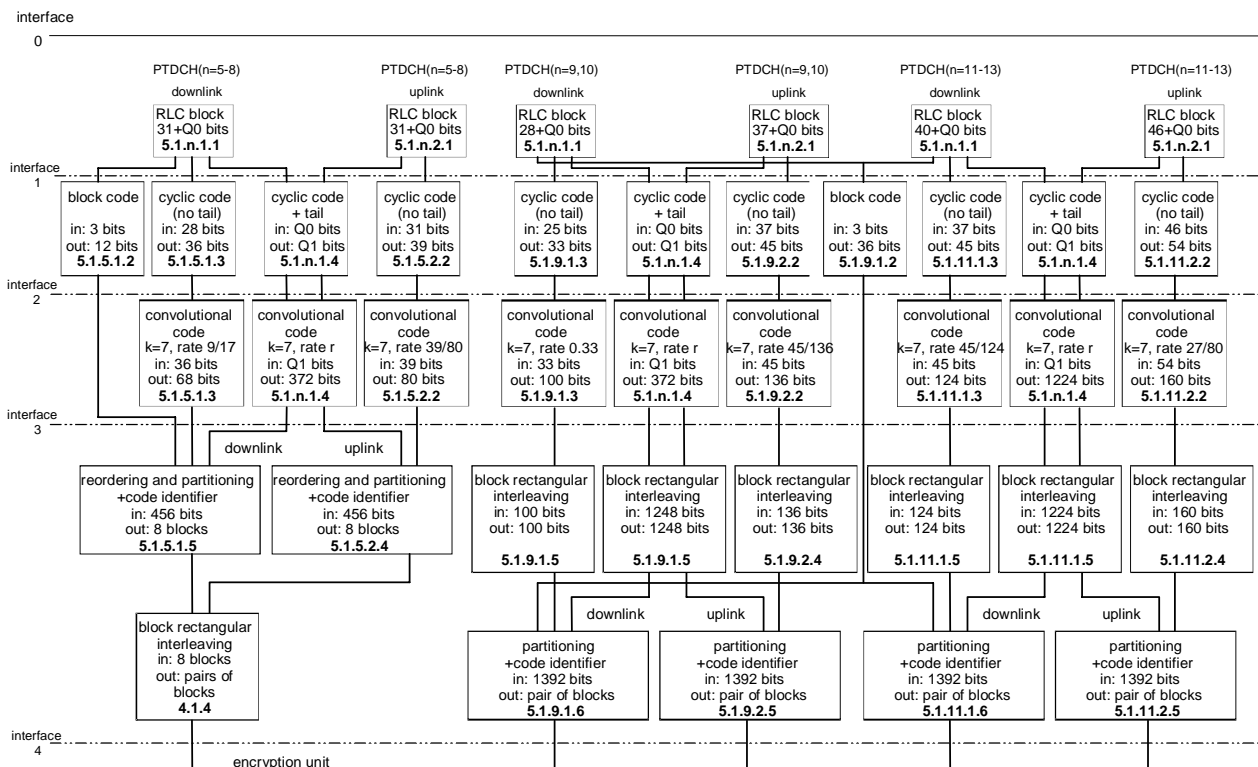 interface
0
PTDCH(n=5-8)
downlink
RLC block
31+Q0 bits
5.1.n.1.1
PTDCH(n=5-8)
uplink
RLC block
31+Q0 bits
5.1.n.2.1
PTDCH(n=9,10)
downlink
RLC block
28+Q0 bits
5.1.n.1.1
PTDCH(n=9,10)
uplink
RLC block
37+Q0 bits
5.1.n.2.1
PTDCH(n=11-13)
downlink
RLC block
40+Q0 bits
5.1.n.1.1
PTDCH(n=11-13)
uplink
RLC block
46+Q0 bits
5.1.n.2.1
interface
1
block code
in: 3 bits
out: 12 bits
5.1.5.1.2
cyclic code
(no tail)
in: 28 bits
out: 36 bits
5.1.5.1.3
cyclic code
+ tail
in: Q0 bits
out: Q1 bits
5.1.n.1.4
cyclic code
(no tail)
in: 31 bits
out: 39 bits
5.1.5.2.2
cyclic code
(no tail)
in: 25 bits
out: 33 bits
5.1.9.1.3
cyclic code
+ tail
in: Q0 bits
out: Q1 bits
5.1.n.1.4
cyclic code
(no tail)
in: 37 bits
out: 45 bits
5.1.9.2.2
block code
in: 3 bits
out: 36 bits
5.1.9.1.2
cyclic code
(no tail)
in: 37 bits
out: 45 bits
5.1.11.1.3
cyclic code
+ tail
in: Q0 bits
out: Q1 bits
5.1.n.1.4
cyclic code
(no tail)
in: 46 bits
out: 54 bits
5.1.11.2.2
interface
2
convolutional
code
k=7, rate 9/17
in: 36 bits
out: 68 bits
5.1.5.1.3
convolutional
code
k=7, rate r
in: Q1 bits
out: 372 bits
5.1.n.1.4
convolutional
code
k=7, rate 39/80
in: 39 bits
out: 80 bits
5.1.5.2.2
convolutional
code
k=7, rate 0.33
in: 33 bits
out: 100 bits
5.1.9.1.3
convolutional
code
k=7, rate r
in: Q1 bits
out: 372 bits
5.1.n.1.4
convolutional
code
k=7, rate 45/136
in: 45 bits
out: 136 bits
5.1.9.2.2
convolutional
code
k=7, rate 45/124
in: 45 bits
out: 124 bits
5.1.11.1.3
convolutional
code
k=7, rate r
in: Q1 bits
out: 1224 bits
5.1.n.1.4
convolutional
code
k=7, rate 27/80
in: 54 bits
out: 160 bits
5.1.11.2.2
interface
3
downlink
uplink
reordering and partitioning
+code identifier
in: 456 bits
out: 8 blocks
5.1.5.1.5
reordering and partitioning
+code identifier
in: 456 bits
out: 8 blocks
5.1.5.2.4
block rectangular
interleaving
in: 100 bits
out: 100 bits
5.1.9.1.5
block rectangular
interleaving
in: 1248 bits
out: 1248 bits
5.1.9.1.5
block rectangular
interleaving
in: 136 bits
out: 136 bits
5.1.9.2.4
block rectangular
interleaving
in: 124 bits
out: 124 bits
5.1.11.1.5
block rectangular
interleaving
in: 1224 bits
out: 1224 bits
5.1.11.1.5
block rectangular
interleaving
in: 160 bits
out: 160 bits
5.1.11.2.4
downlink
uplink
downlink
uplink
block rectangular
interleaving
in: 8 blocks
out: pairs of
blocks
4.1.4
partitioning
+code identifier
in: 1392 bits
out: pair of blocks
5.1.9.1.6
partitioning
+code identifier
in: 1392 bits
out: pair of blocks
5.1.9.2.5
partitioning
+code identifier
in: 1392 bits
out: pair of blocks
5.1.11.1.6
partitioning
+code identifier
in: 1392 bits
out: pair of blocks
5.1.11.2.5
interface
4
encryption unit